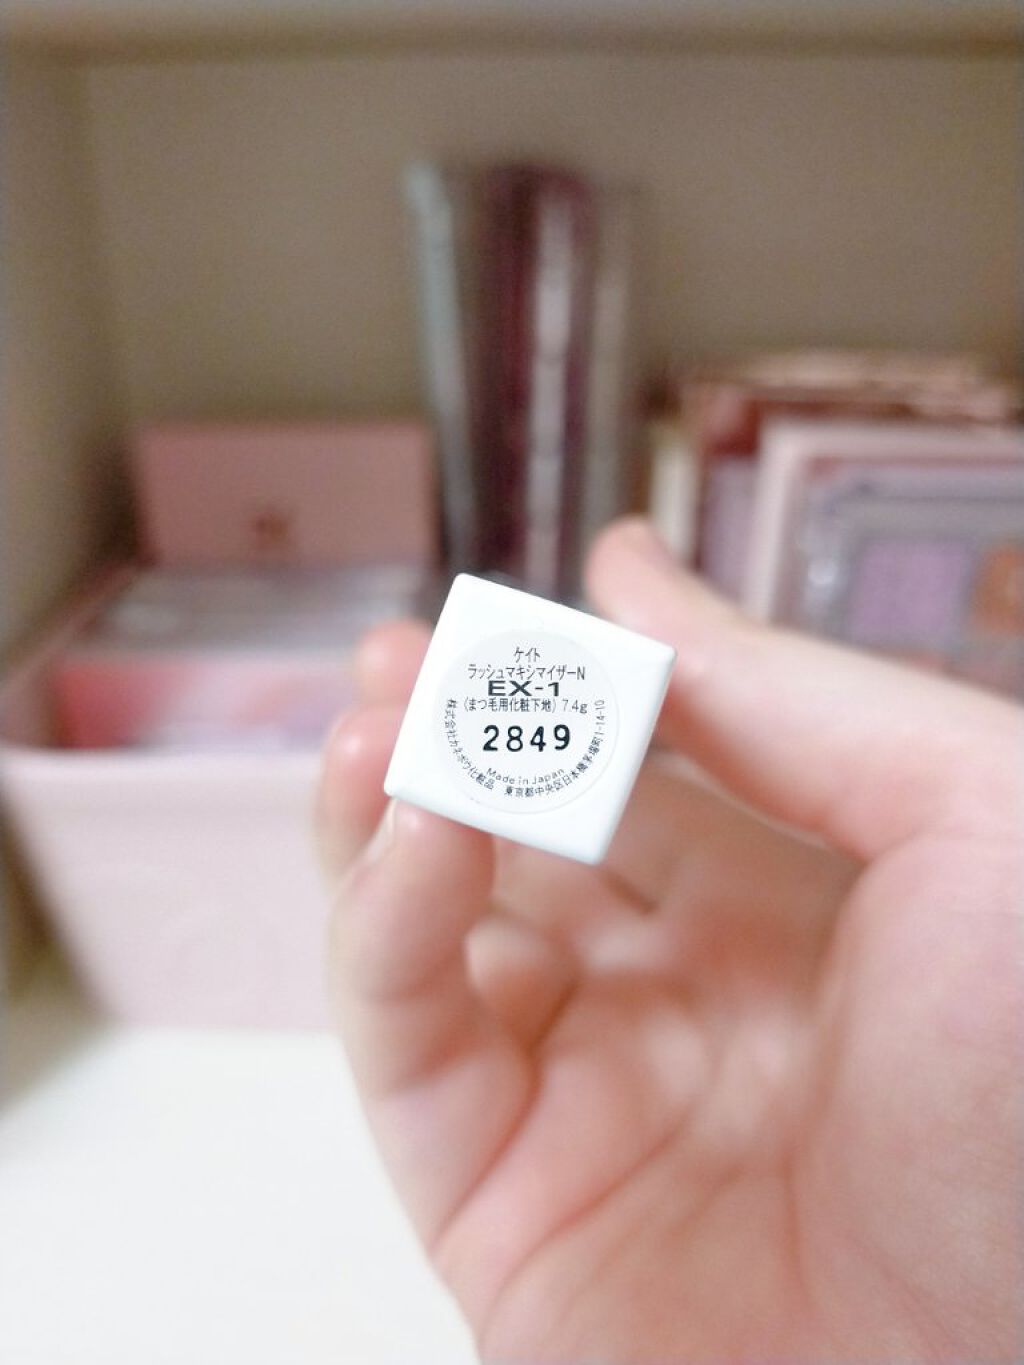 ケイト
ラッシュマキシマイザーN
EX-1
(まつ毛用化粧下地) 7.4g
2849
Made in Japan
株式会社カネボウ化粧品 東京都中央区日本橋茅場町1-14-10